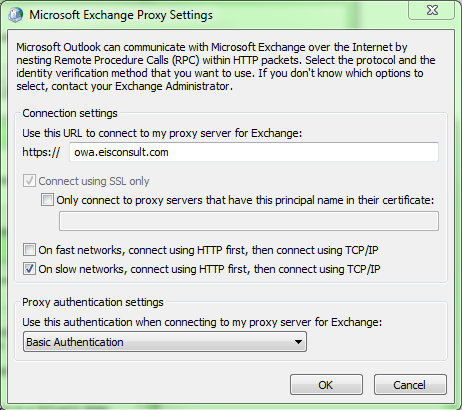 Microsoft Exchange Proxy Settings
Microsoft Outlook can communicate with Microsoft Exchange over the Internet by
nesting Remote Procedure Calls (RPC) within HTTP packets. Select the protocol and the
identity verification method that you want to use. If you don't know which options to
select, contact your Exchange Administrator.
Connection settings
Use this URL to connect to my proxy server for Exchange:
https:// owa.eisconsult.com
Connect using SSL only
Only connect to proxy servers that have this principal name in their certificate:
On fast networks, connect using HTTP first, then connect using TCP/IP
On slow networks, connect using HTTP first, then connect using TCP/IP
Proxy authentication settings
Use this authentication when connecting to my proxy server for Exchange:
Basic Authentication
OK Cancel